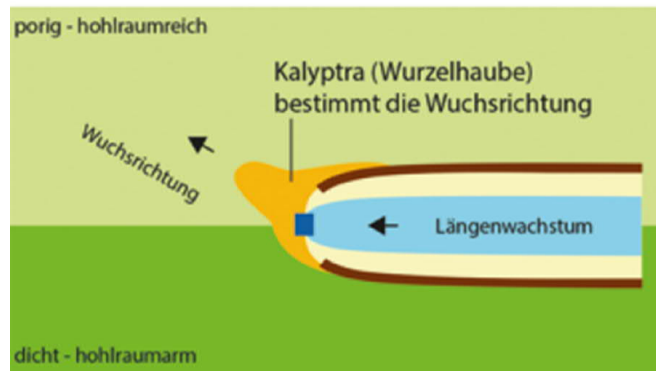 porig - hohlraumreich
Kalyptra (Wurzelhaube)
bestimmt die Wuchsrichtung
Wuchsrichtung
Längenwachstum
dicht - hohlraumarm